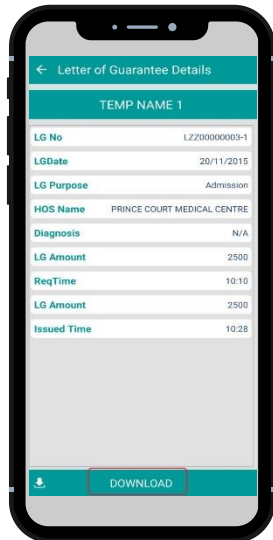 Letter of Guarantee Details
TEMP NAME 1
LG No LZZ00000003-1
LGDate 20/11/2015
LG Purpose Admission
HOS Name PRINCE COURT MEDICAL CENTRE
Diagnosis N/A
LG Amount 2500
ReqTime 10:10
LG Amount 2500
Issued Time 10:28
DOWNLOAD